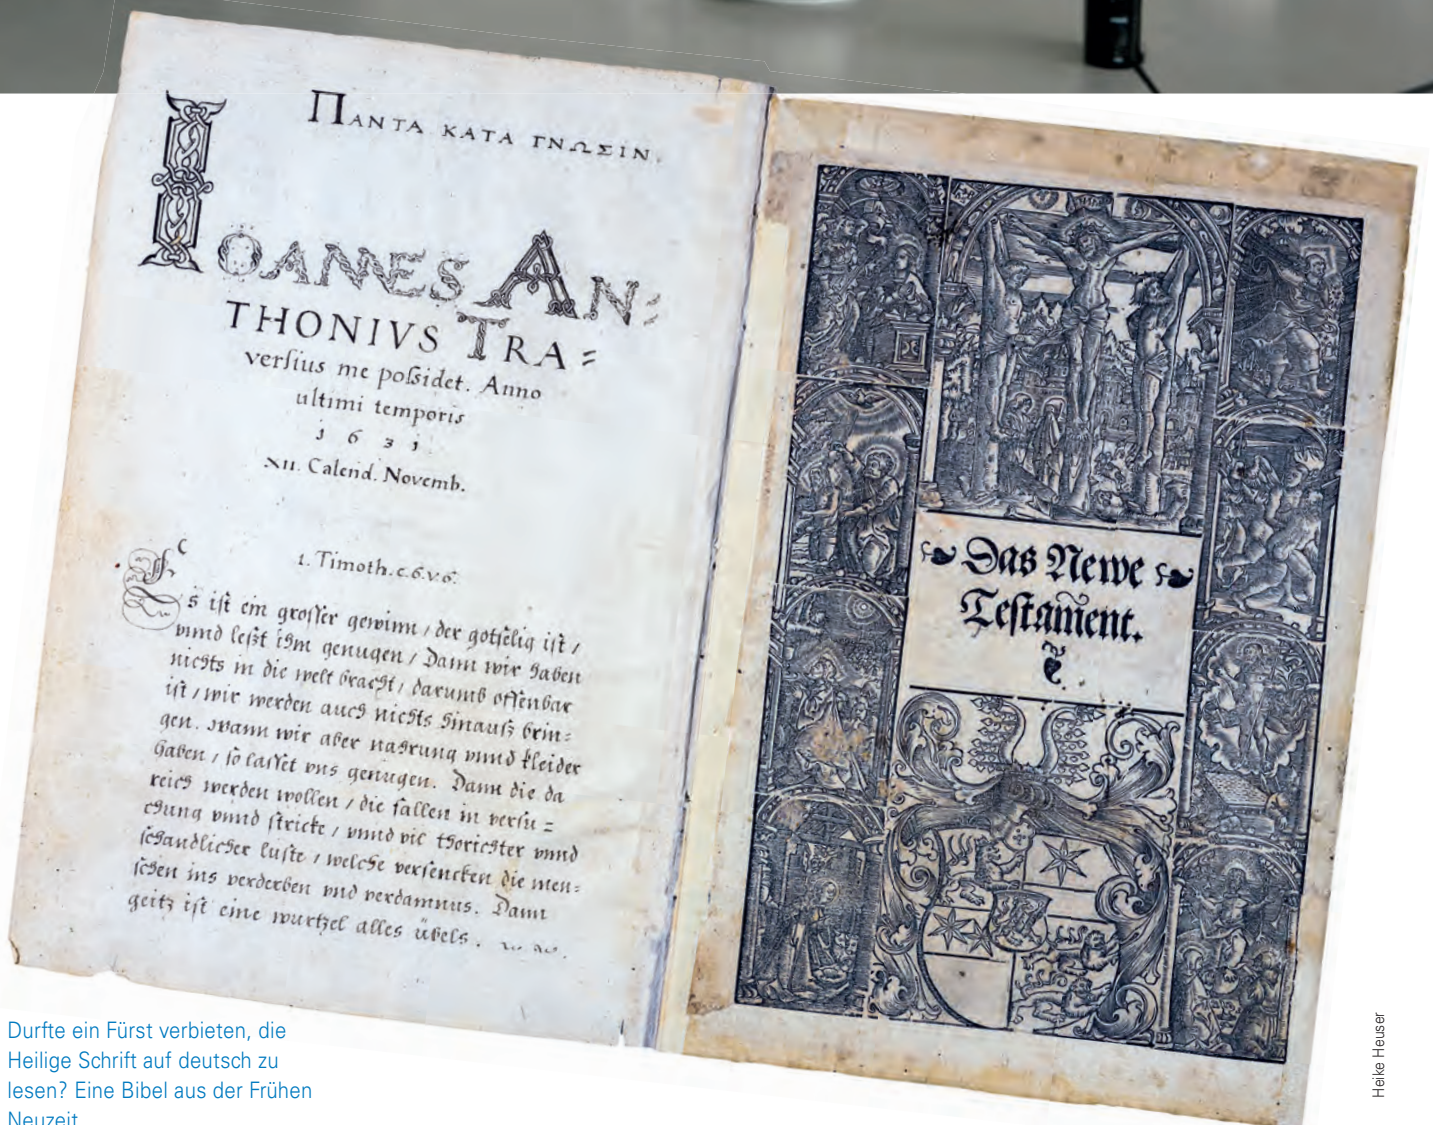 ΠΑΝΤΑ ΚΑΤΑ ΓΝΩΣΙΝ.
IOANNES AN=
THONIVS TRA=
versius me possidet. Anno
ultimi temporis
1 6 3 1
XII. Calend. Novemb.
1. Timoth. c. 6. v. 6.
Es ist ein grosser gewinn / der gotselig ist /
vnnd leßt ihm genugen / Dann wir haben
nichts in die welt bracht / darumb offenbar
ist / wir werden auch nichts hinauß brin=
gen. wann wir aber nahrung vnnd kleider
haben / so lasset vns genugen. Dann die da
reich werden wollen / die fallen in versu=
chung vnnd stricke / vnnd vil thorichter vnnd
schandlicher luste / welche versencken die men=
schen ins verderben vnd verdamnus. Dann
geitz ist eine wurtzel alles übels.
Das Newe
Testam̃ent.
Durfte ein Fürst verbieten, die
Heilige Schrift auf deutsch zu
lesen? Eine Bibel aus der Frühen
Neuzeit
Heike Heuser